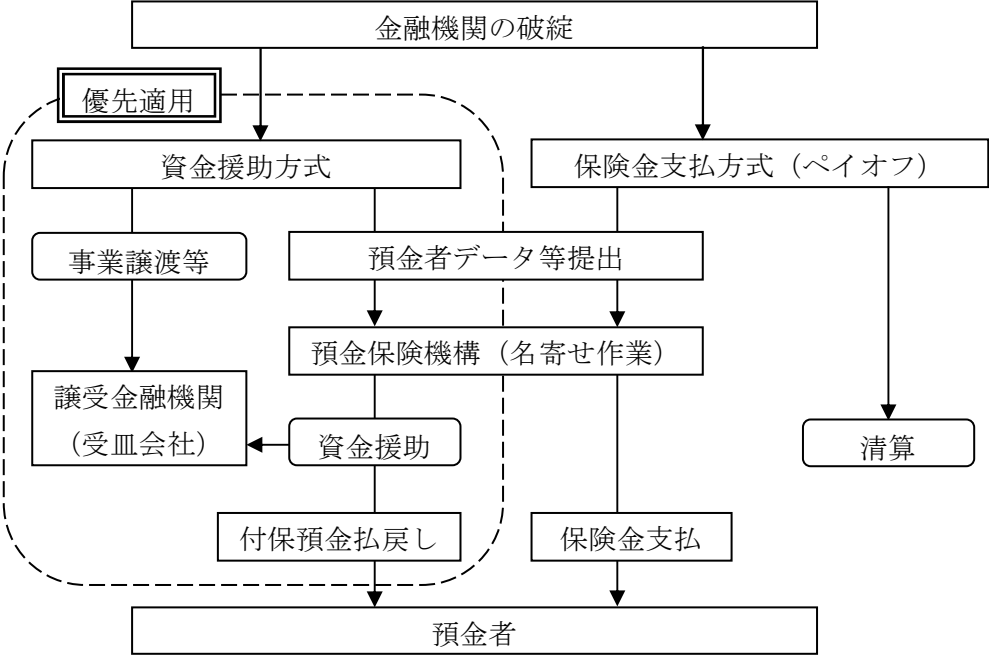 金融機関の破綻
優先適用
資金援助方式
保険金支払方式（ペイオフ）
事業譲渡等
預金者データ等提出
預金保険機構（名寄せ作業）
譲受金融機関
（受皿会社）
資金援助
清算
付保預金払戻し
保険金支払
預金者